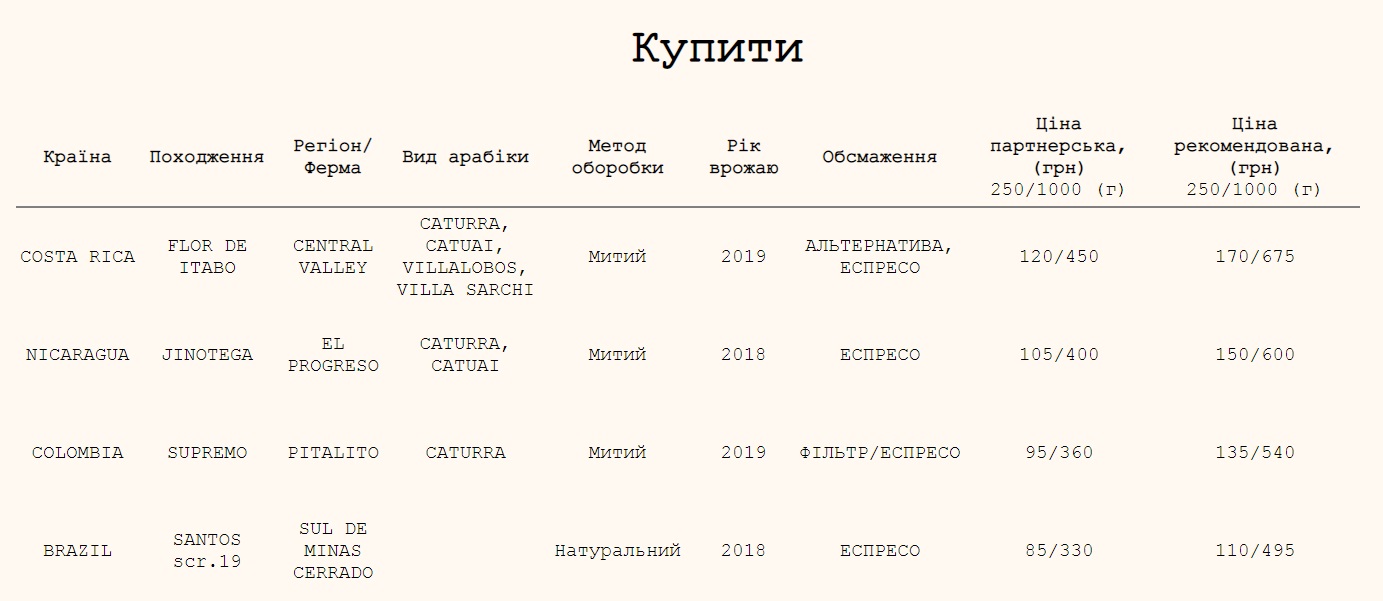 Купити
Країна
Походження
Регіон/
Ферма
Вид арабіки
Метод
оборобки
Рік
врожаю
Обсмаження
Ціна
партнерська,
(грн)
250/1000 (г)
Ціна
рекомендована,
(грн)
250/1000 (г)
COSTA RICA
FLOR DE
ITABO
CENTRAL
VALLEY
CATURRA,
CATUAI,
VILLALOBOS,
VILLA SARCHI
Митий
2019
АЛЬТЕРНАТИВА,
ЕСПРЕСО
120/450
170/675
NICARAGUA
JINOTEGA
EL
PROGRESO
CATURRA,
CATUAI
Митий
2018
ЕСПРЕСО
105/400
150/600
COLOMBIA
SUPREMO
PITALITO
CATURRA
Митий
2019
ФІЛЬТР/ЕСПРЕСО
95/360
135/540
BRAZIL
SANTOS
scr.19
SUL DE
MINAS
CERRADO
Натуральний
2018
ЕСПРЕСО
85/330
110/495